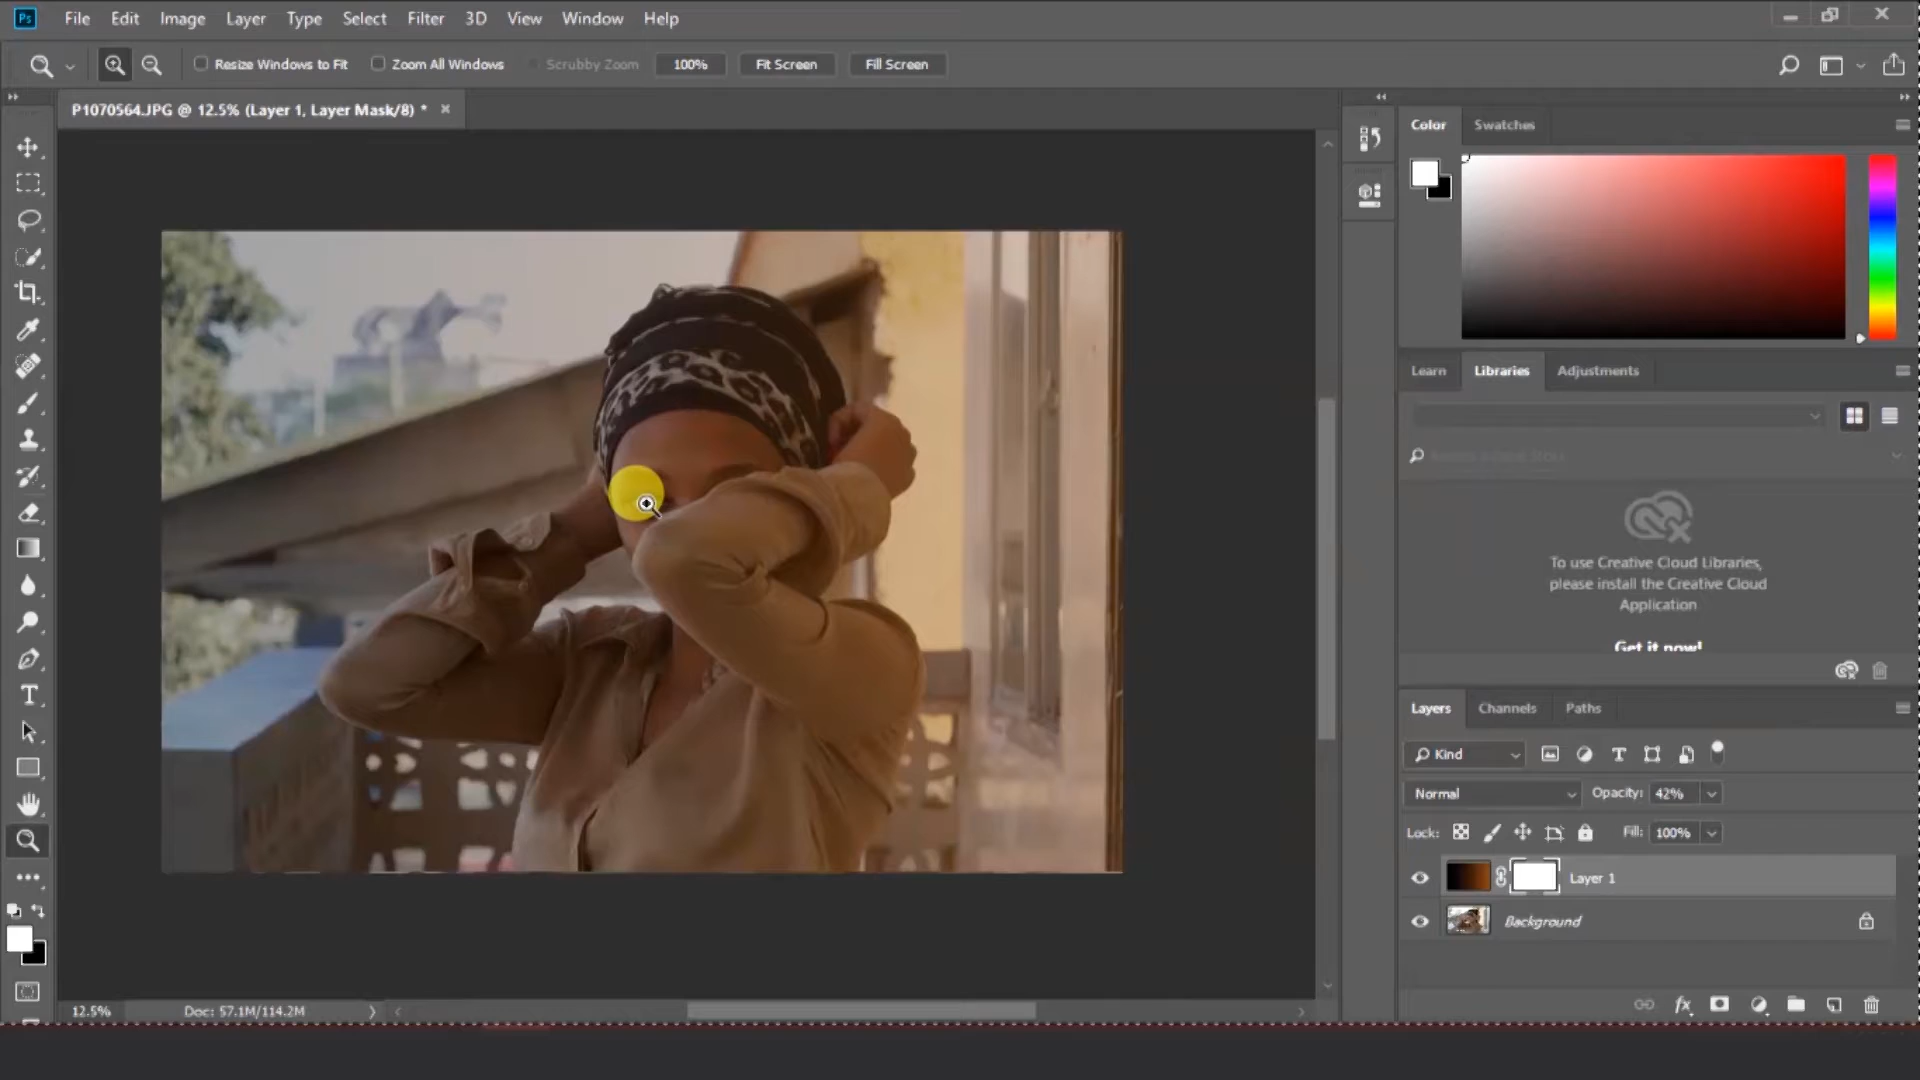 Ps File Edit Image Layer Type Select Filter 3D View Window Help
Resize Windows to Fit Zoom All Windows Scrubby Zoom 100% Fit Screen Fill Screen
P1070564.JPG @ 12.5% (Layer 1, Layer Mask/8) *
Color Swatches
Learn Libraries Adjustments
To use Creative Cloud Libraries,
please install the Creative Cloud
Application
Get it now!
Layers Channels Paths
Kind
Normal Opacity: 42%
Lock: Fill: 100%
Layer 1
Background
12.5% Doc: 57.1M/114.2M